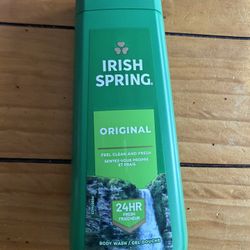 IRISH
SPRING
ORIGINAL
FEEL CLEAN AND FRESH
SENTEZ-VOUS PROPRE
ET FRAIS
24HR
FRESH
FRAÎCHEUR
BODY WASH / GEL DOUCHE